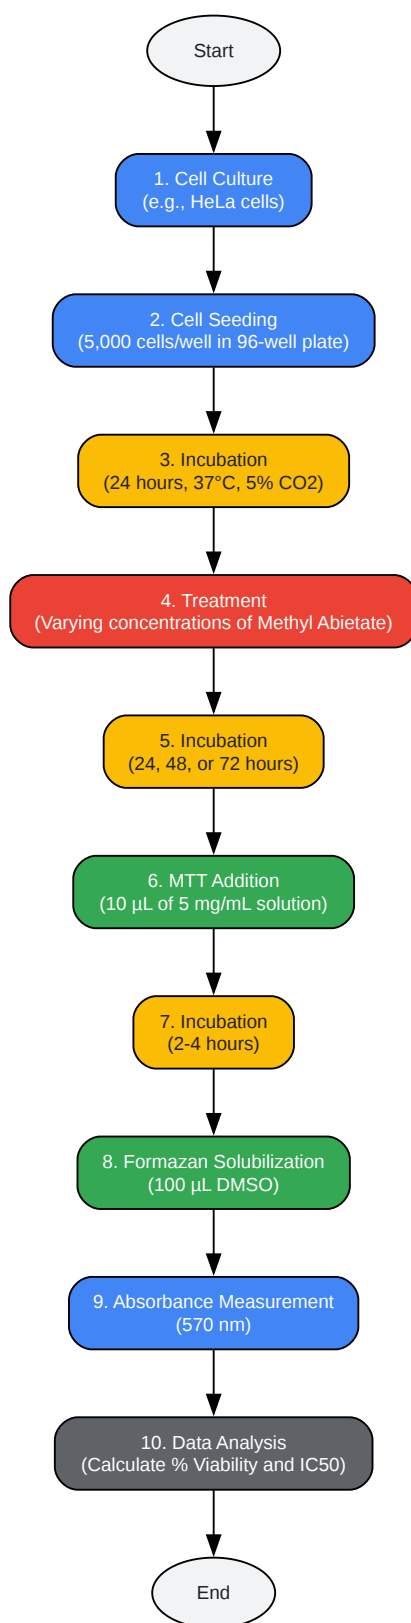 Start
1. Cell Culture
(e.g., HeLa cells)
2. Cell Seeding
(5,000 cells/well in 96-well plate)
3. Incubation
(24 hours, 37°C, 5% CO2)
4. Treatment
(Varying concentrations of Methyl Abietate)
5. Incubation
(24, 48, or 72 hours)
6. MTT Addition
(10 µL of 5 mg/mL solution)
7. Incubation
(2-4 hours)
8. Formazan Solubilization
(100 µL DMSO)
9. Absorbance Measurement
(570 nm)
10. Data Analysis
(Calculate % Viability and IC50)
End